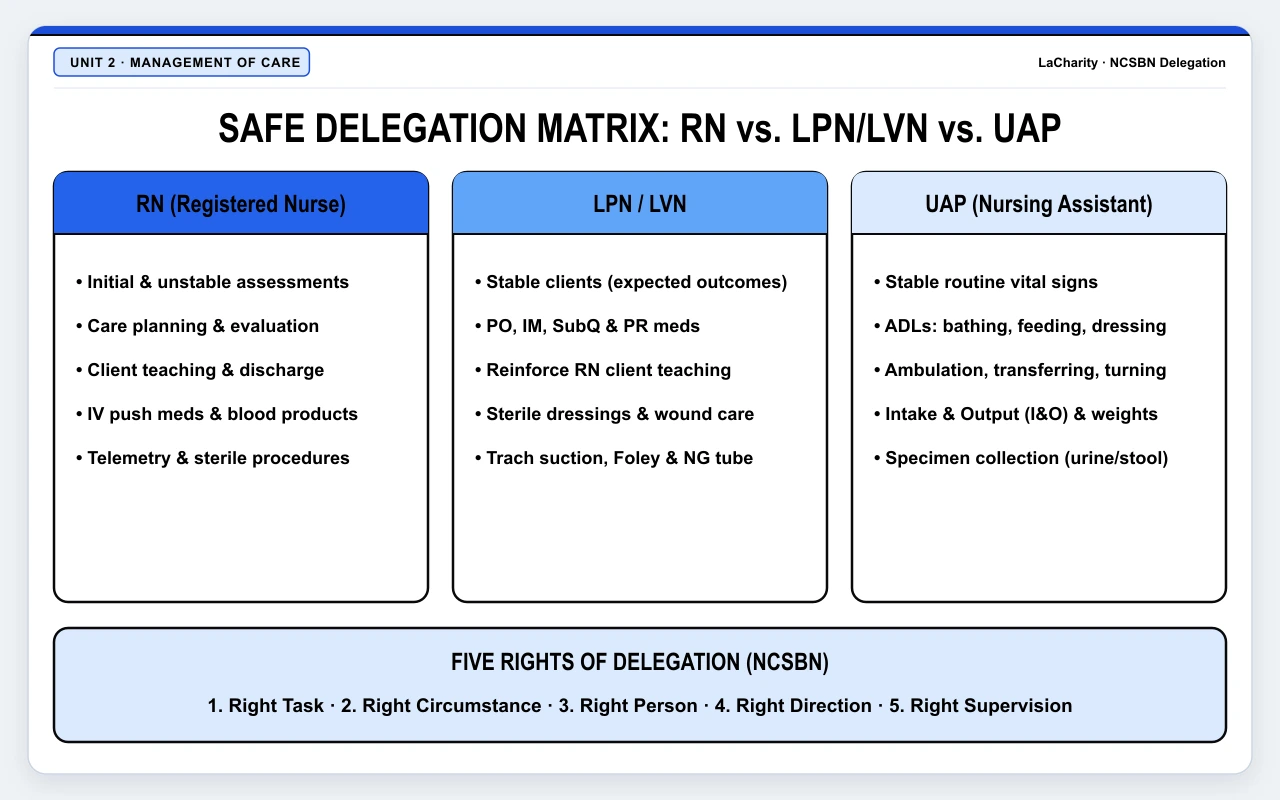 UNIT 2 · MANAGEMENT OF CARE
LaCharity · NCSBN Delegation
SAFE DELEGATION MATRIX: RN vs. LPN/LVN vs. UAP
RN (Registered Nurse)
• Initial & unstable assessments
• Care planning & evaluation
• Client teaching & discharge
• IV push meds & blood products
• Telemetry & sterile procedures
LPN / LVN
• Stable clients (expected outcomes)
• PO, IM, SubQ & PR meds
• Reinforce RN client teaching
• Sterile dressings & wound care
• Trach suction, Foley & NG tube
UAP (Nursing Assistant)
• Stable routine vital signs
• ADLs: bathing, feeding, dressing
• Ambulation, transferring, turning
• Intake & Output (I&O) & weights
• Specimen collection (urine/stool)
FIVE RIGHTS OF DELEGATION (NCSBN)
1. Right Task · 2. Right Circumstance · 3. Right Person · 4. Right Direction · 5. Right Supervision